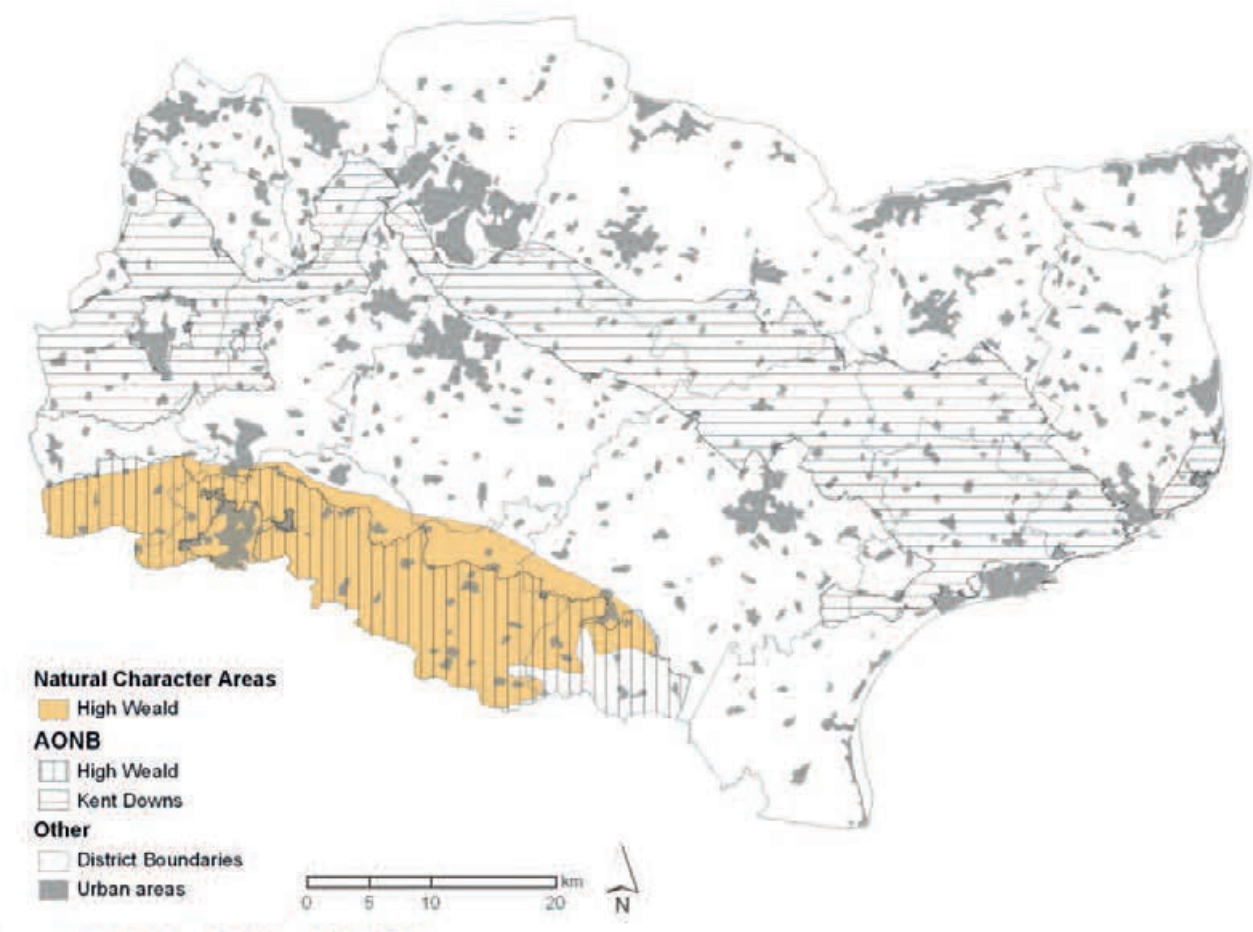 Natural Character Areas
High Weald
AONB
High Weald
Kent Downs
Other
District Boundaries
Urban areas
0 5 10 20 km
N